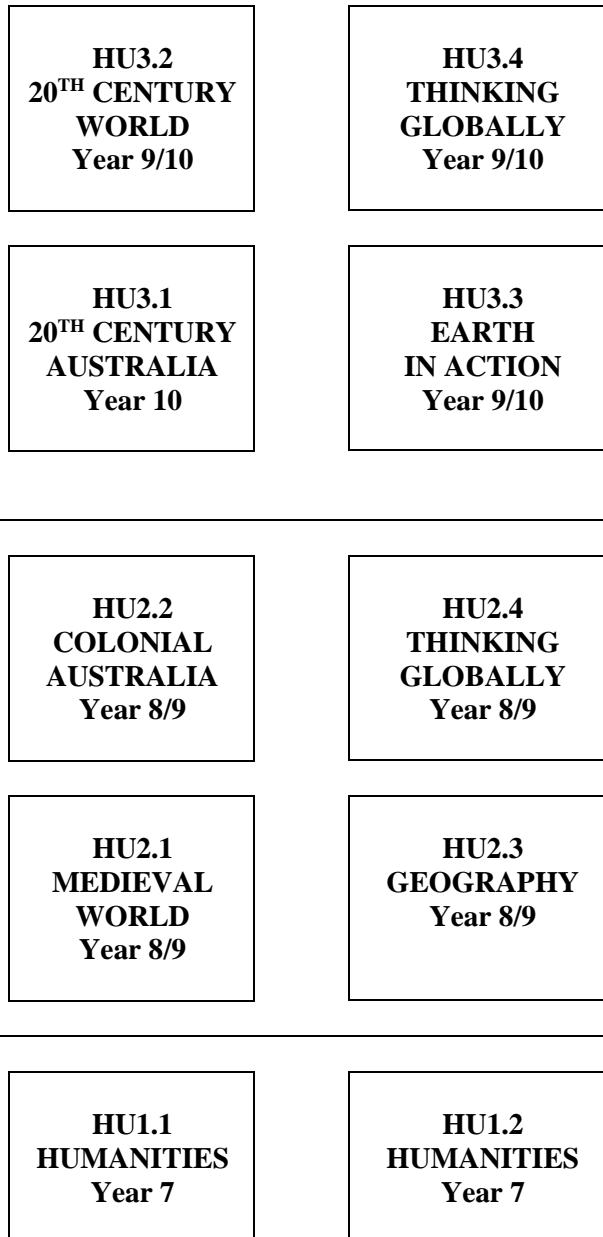 HU3.2
20TH CENTURY
WORLD
Year 9/10
HU3.4
THINKING
GLOBALLY
Year 9/10
HU3.1
20TH CENTURY
AUSTRALIA
Year 10
HU3.3
EARTH
IN ACTION
Year 9/10
HU2.2
COLONIAL
AUSTRALIA
Year 8/9
HU2.4
THINKING
GLOBALLY
Year 8/9
HU2.1
MEDIEVAL
WORLD
Year 8/9
HU2.3
GEOGRAPHY
Year 8/9
HU1.1
HUMANITIES
Year 7
HU1.2
HUMANITIES
Year 7